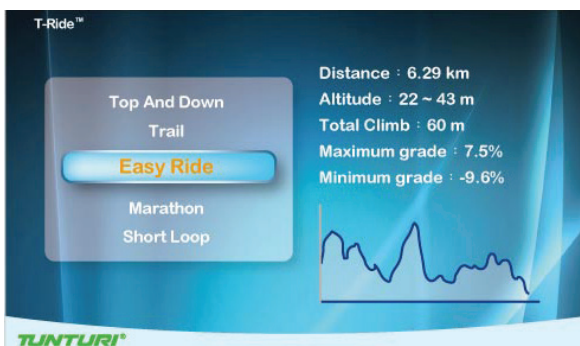 T-Ride™
Top And Down
Trail
Easy Ride
Marathon
Short Loop
Distance : 6.29 km
Altitude : 22 ~ 43 m
Total Climb : 60 m
Maximum grade : 7.5%
Minimum grade : -9.6%
TUNTURI®